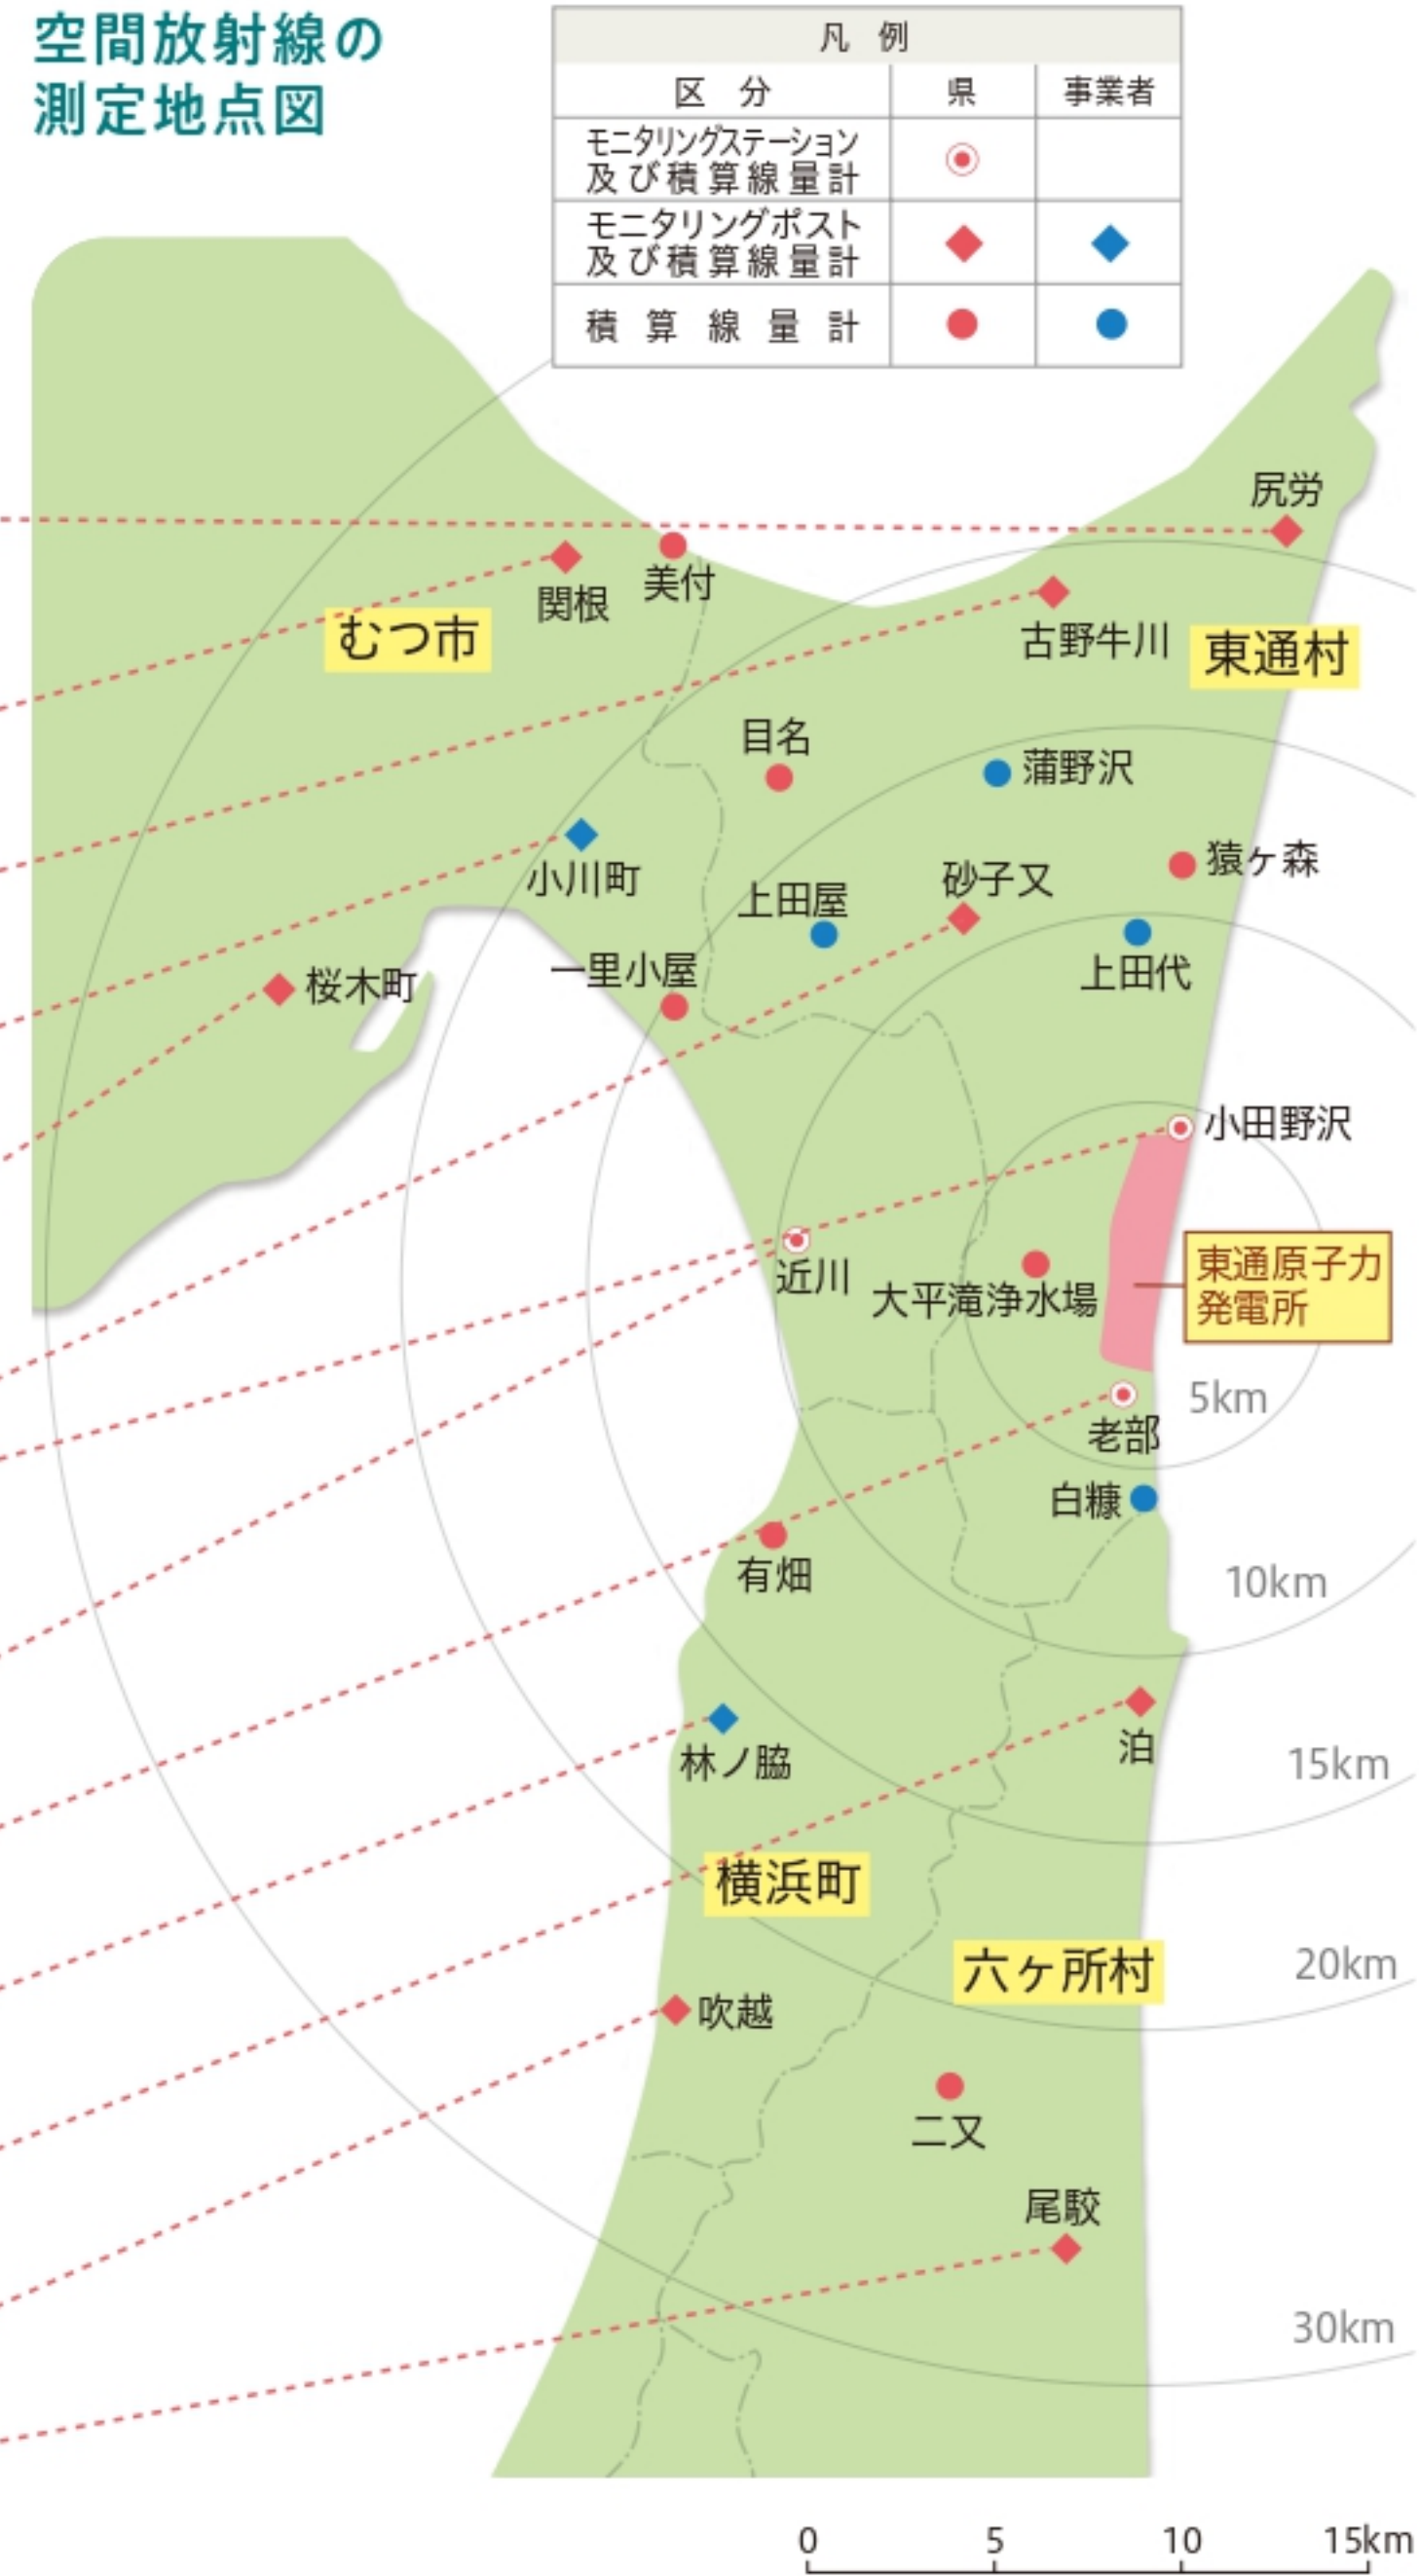 空間放射線の
測定地点図
凡 例
区 分 県 事業者
モニタリングステーション
及び積算線量計
モニタリングポスト
及び積算線量計
積 算 線 量 計
尻労
関根
美付
むつ市
古野牛川
東通村
目名
蒲野沢
小川町
上田屋
砂子又
猿ヶ森
一里小屋
上田代
桜木町
小田野沢
近川
大平滝浄水場
東通原子力
発電所
5km
老部
白糠
有畑
10km
林ノ脇
泊
15km
横浜町
六ヶ所村
20km
吹越
二又
尾駮
30km
0 5 10 15km